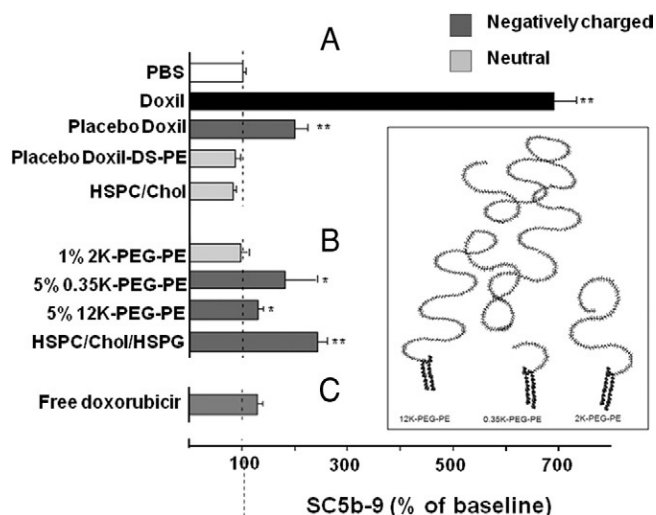 A
Negatively charged
Neutral
PBS
Doxil
**
Placebo Doxil
**
Placebo Doxil-DS-PE
HSPC/Chol
B
1% 2K-PEG-PE
5% 0.35K-PEG-PE
*
5% 12K-PEG-PE
*
HSPC/Chol/HSPG
**
C
Free doxorubicir
12K-PEG-PE 0.35K-PEG-PE 2K-PEG-PE
100 300 500 700
SC5b-9 (% of baseline)